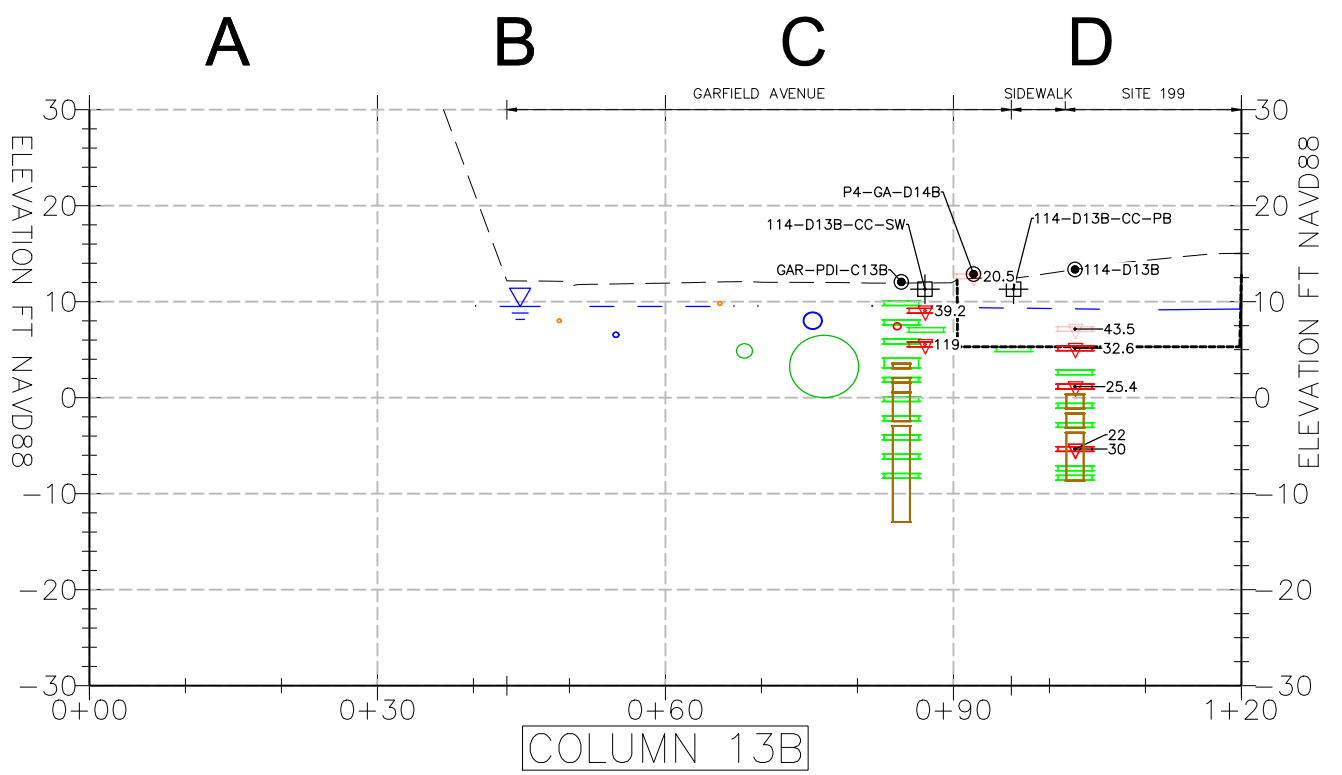 A B C D
GARFIELD AVENUE SIDEWALK SITE 199
30 30
P4-GA-D14B
20 20
114-D13B-CC-SW 114-D13B-CC-PB
GAR-PDI-C13B 20.5 114-D13B
10 10
39.2
43.5
119 32.6
25.4
0 0
22
30
-10 -10
-20 -20
-30 -30
ELEVATION FT NAVD88
ELEVATION FT NAVD88
0+00 0+30 0+60 0+90 1+20
COLUMN 13B